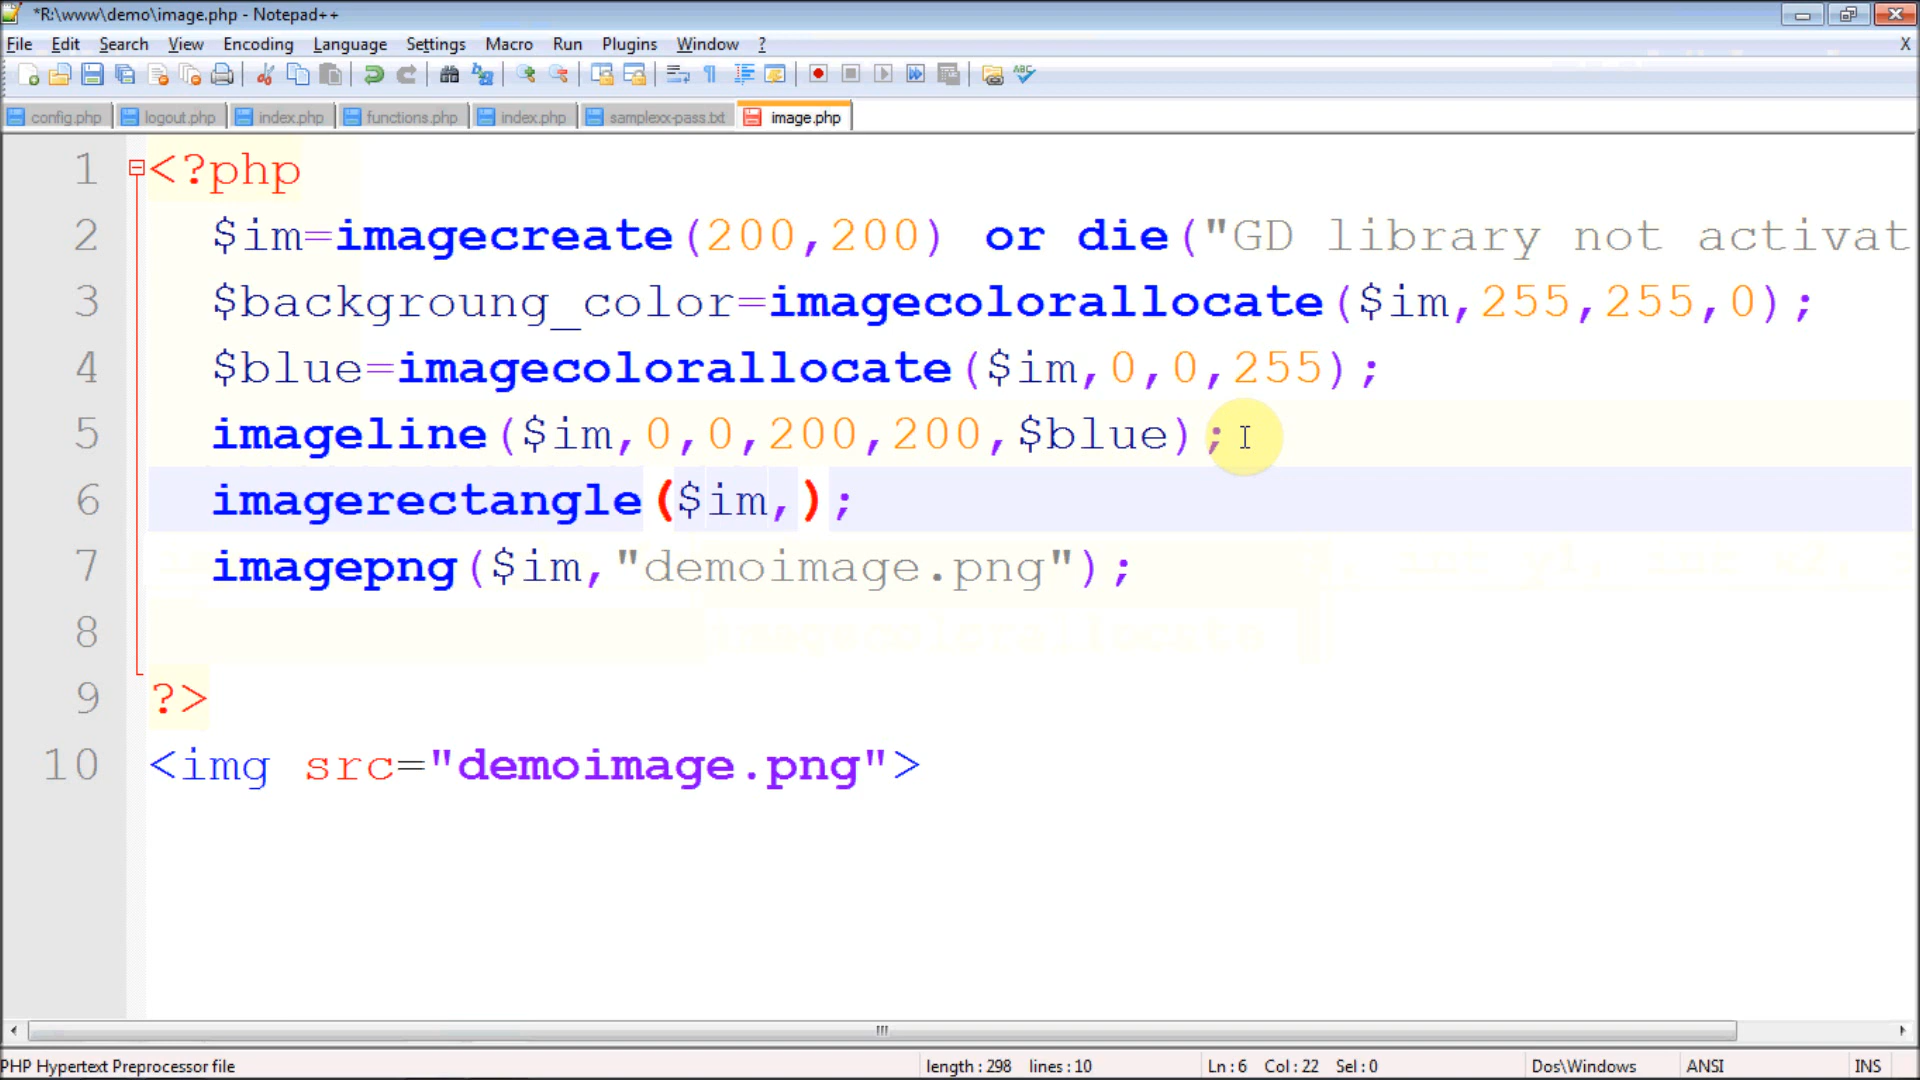 *R:\www\demo\image.php - Notepad++
File Edit Search View Encoding Language Settings Macro Run Plugins Window ? X
config.php logout.php index.php functions.php index.php samplexx-pass.txt image.php
1 <?php
2 $im=imagecreate(200,200) or die("GD library not activat
3 $backgroung_color=imagecolorallocate($im,255,255,0);
4 $blue=imagecolorallocate($im,0,0,255);
5 imageline($im,0,0,200,200,$blue);
6 imagerectangle($im,);
7 imagepng($im,"demoimage.png");
8
9 ?>
10 <img src="demoimage.png">
PHP Hypertext Preprocessor file length : 298 lines : 10 Ln : 6 Col : 22 Sel : 0 Dos\Windows ANSI INS